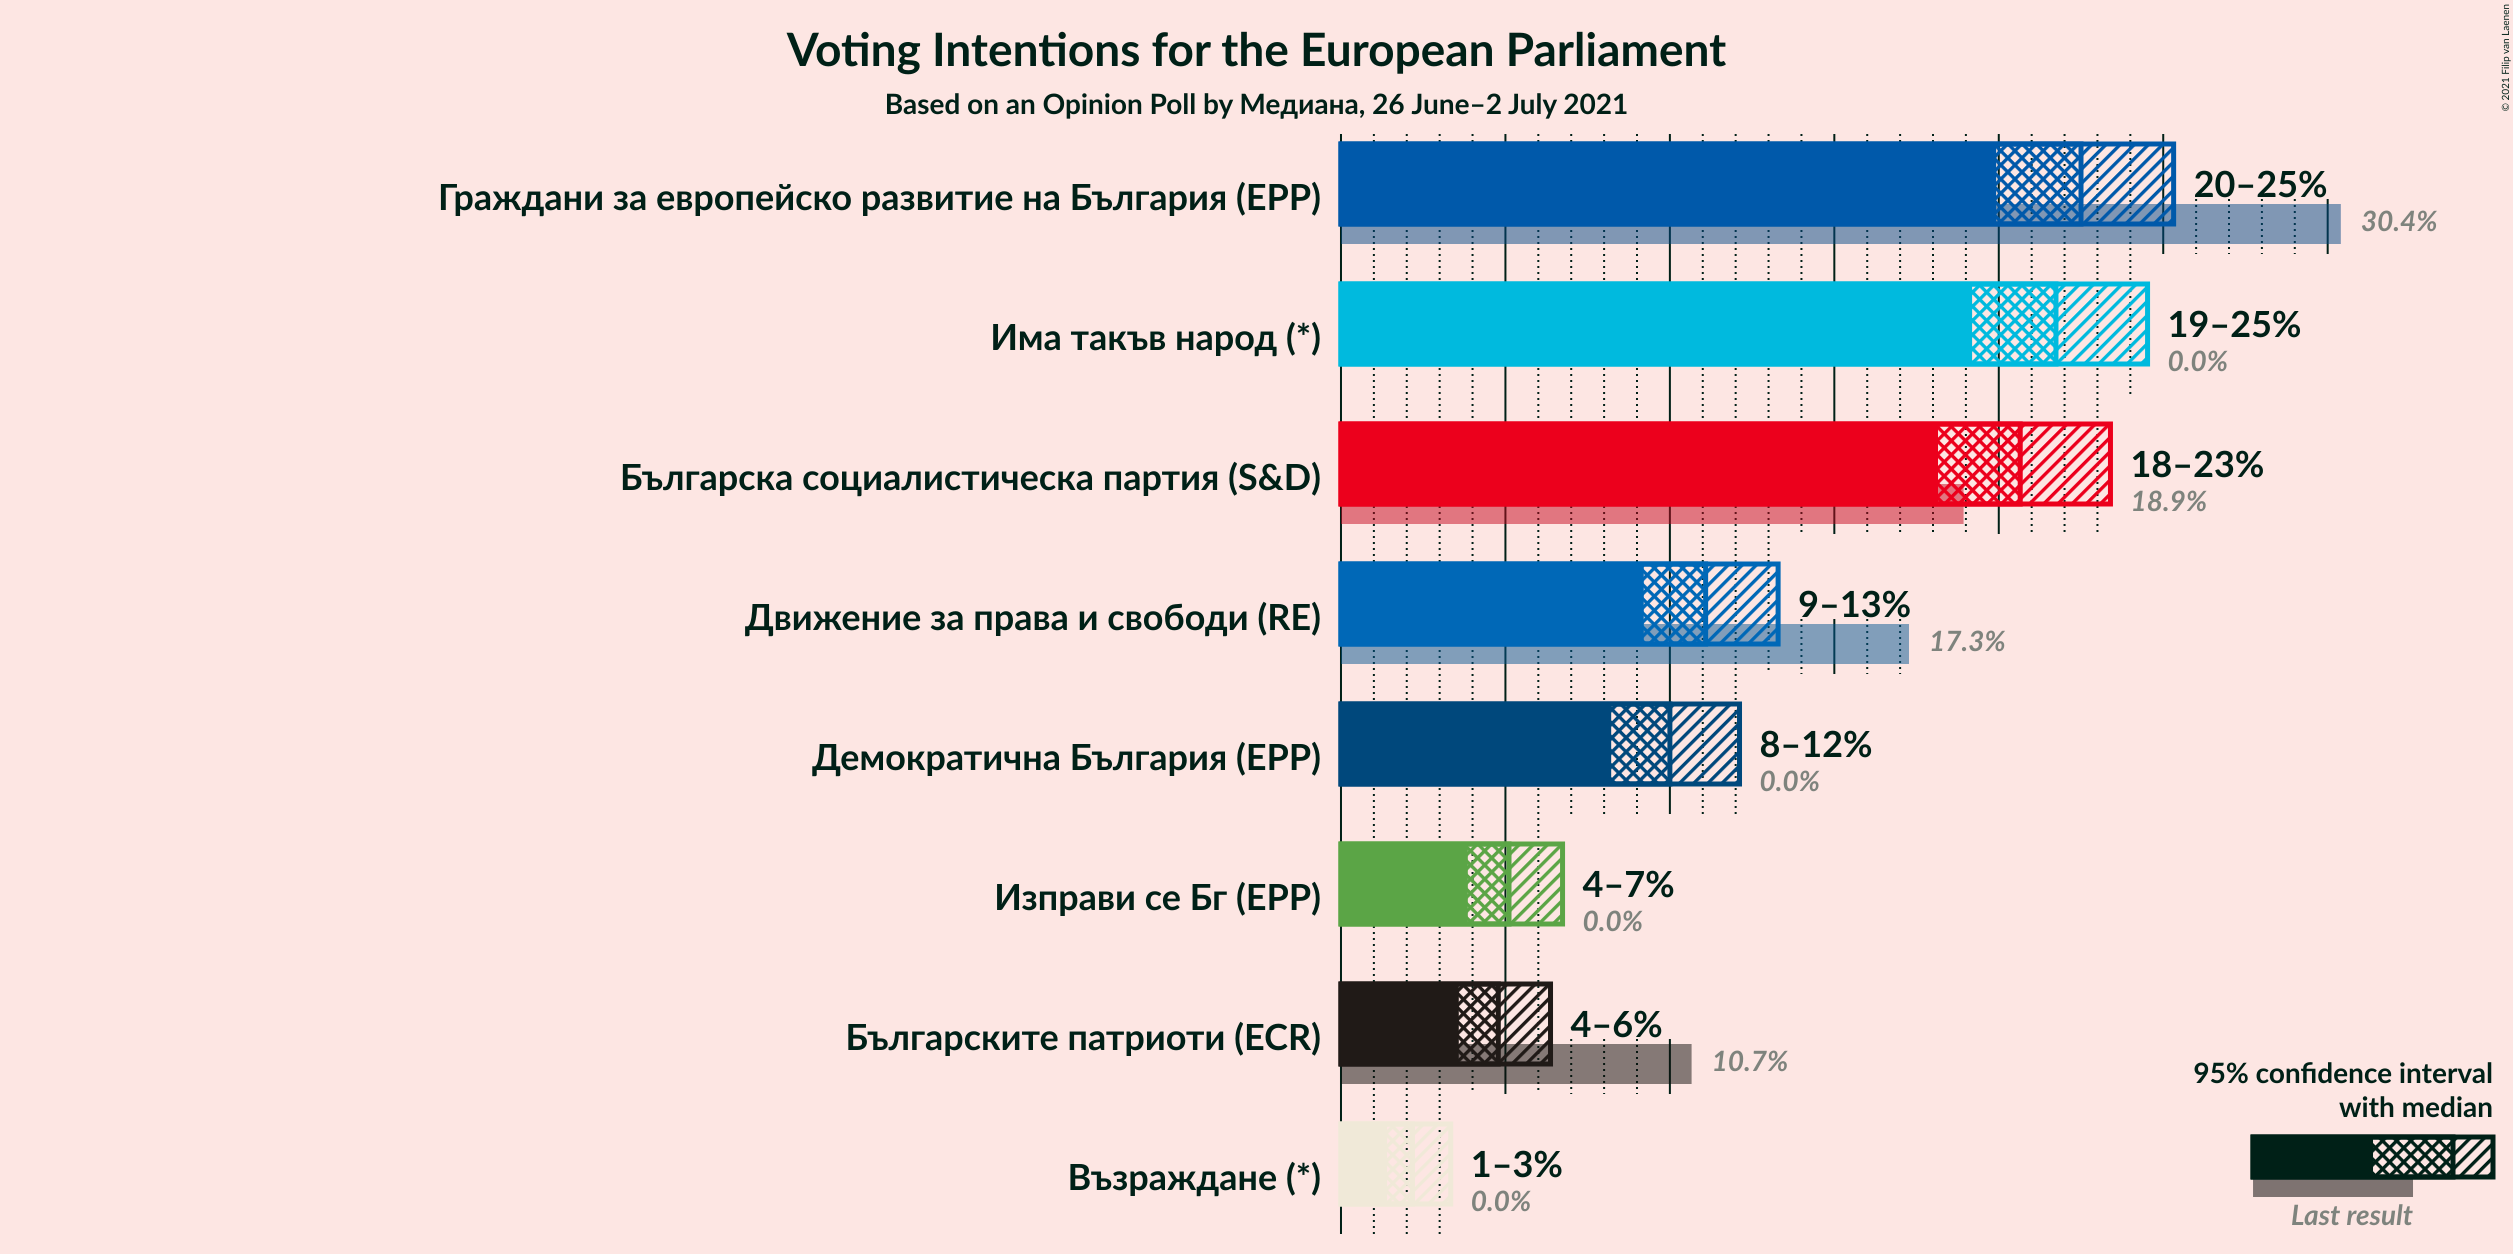 Voting Intentions for the European Parliament
Based on an Opinion Poll by Медиана, 26 June–2 July 2021
© 2021 Filip van Laenen
Граждани за европейско развитие на България (EPP)
20–25%
30.4%
Има такъв народ (*)
19–25%
0.0%
Българска социалистическа партия (S&D)
18–23%
18.9%
Движение за права и свободи (RE)
9–13%
17.3%
Демократична България (EPP)
8–12%
0.0%
Изправи се Бг (EPP)
4–7%
0.0%
Българските патриоти (ECR)
4–6%
10.7%
Възраждане (*)
1–3%
0.0%
95% confidence interval
with median
Last result